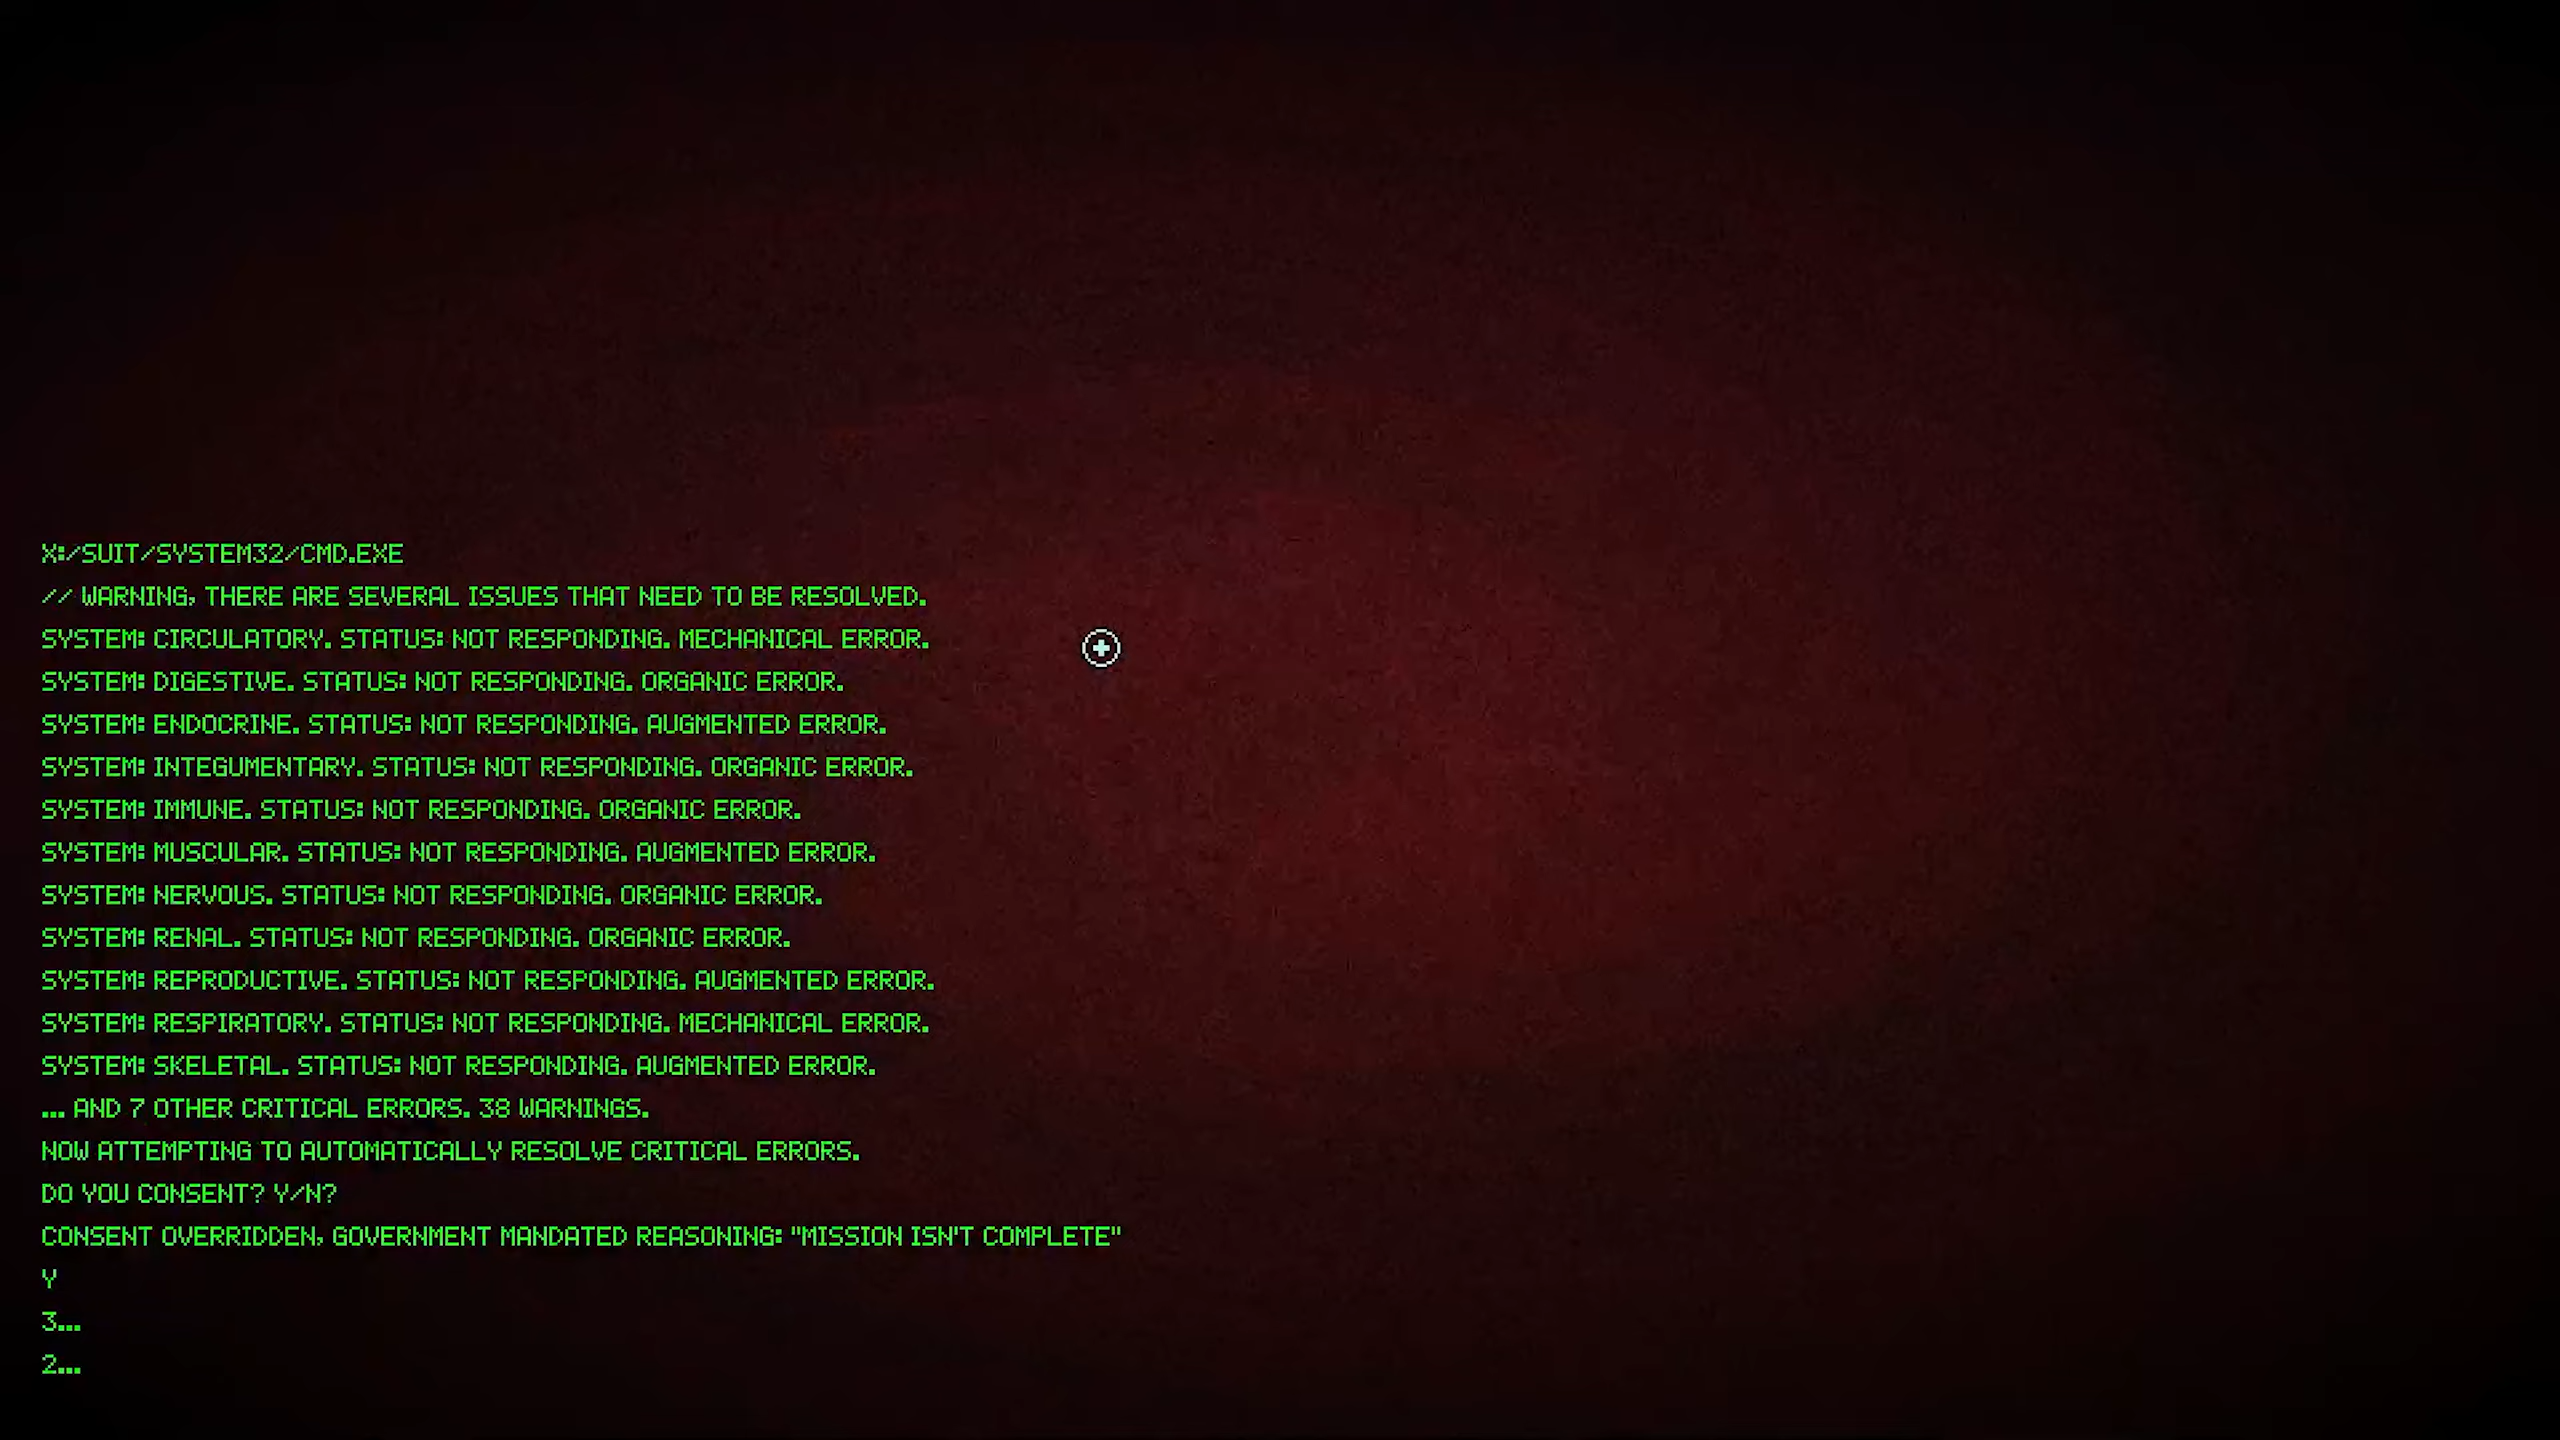 X:/SUIT/SYSTEM32/CMD.EXE
// WARNING, THERE ARE SEVERAL ISSUES THAT NEED TO BE RESOLVED.
SYSTEM: CIRCULATORY. STATUS: NOT RESPONDING. MECHANICAL ERROR.
SYSTEM: DIGESTIVE. STATUS: NOT RESPONDING. ORGANIC ERROR.
SYSTEM: ENDOCRINE. STATUS: NOT RESPONDING. AUGMENTED ERROR.
SYSTEM: INTEGUMENTARY. STATUS: NOT RESPONDING. ORGANIC ERROR.
SYSTEM: IMMUNE. STATUS: NOT RESPONDING. ORGANIC ERROR.
SYSTEM: MUSCULAR. STATUS: NOT RESPONDING. AUGMENTED ERROR.
SYSTEM: NERVOUS. STATUS: NOT RESPONDING. ORGANIC ERROR.
SYSTEM: RENAL. STATUS: NOT RESPONDING. ORGANIC ERROR.
SYSTEM: REPRODUCTIVE. STATUS: NOT RESPONDING. AUGMENTED ERROR.
SYSTEM: RESPIRATORY. STATUS: NOT RESPONDING. MECHANICAL ERROR.
SYSTEM: SKELETAL. STATUS: NOT RESPONDING. AUGMENTED ERROR.
... AND 7 OTHER CRITICAL ERRORS. 38 WARNINGS.
NOW ATTEMPTING TO AUTOMATICALLY RESOLVE CRITICAL ERRORS.
DO YOU CONSENT? Y/N?
CONSENT OVERRIDDEN, GOVERNMENT MANDATED REASONING: "MISSION ISN'T COMPLETE"
Y
3...
2...